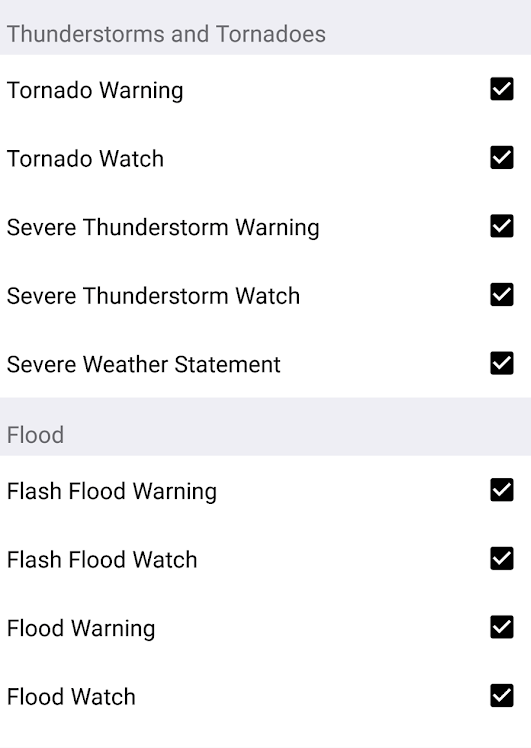 Thunderstorms and Tornadoes
Tornado Warning
Tornado Watch
Severe Thunderstorm Warning
Severe Thunderstorm Watch
Severe Weather Statement
Flood
Flash Flood Warning
Flash Flood Watch
Flood Warning
Flood Watch